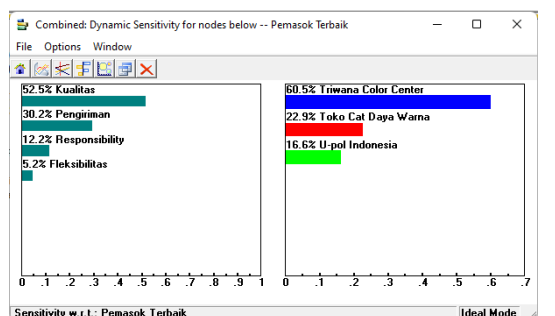 Combined: Dynamic Sensitivity for nodes below -- Pemasok Terbaik
File Options Window
52.5% Kualitas
30.2% Pengiriman
12.2% Responsibility
5.2% Fleksibilitas
0 .1 .2 .3 .4 .5 .6 .7 .8 .9 1
60.5% Triwana Color Center
22.9% Toko Cat Daya Warna
16.6% U-pol Indonesia
0 .1 .2 .3 .4 .5 .6 .7
Sensitivity w.r.t.: Pemasok Terbaik
Ideal Mode